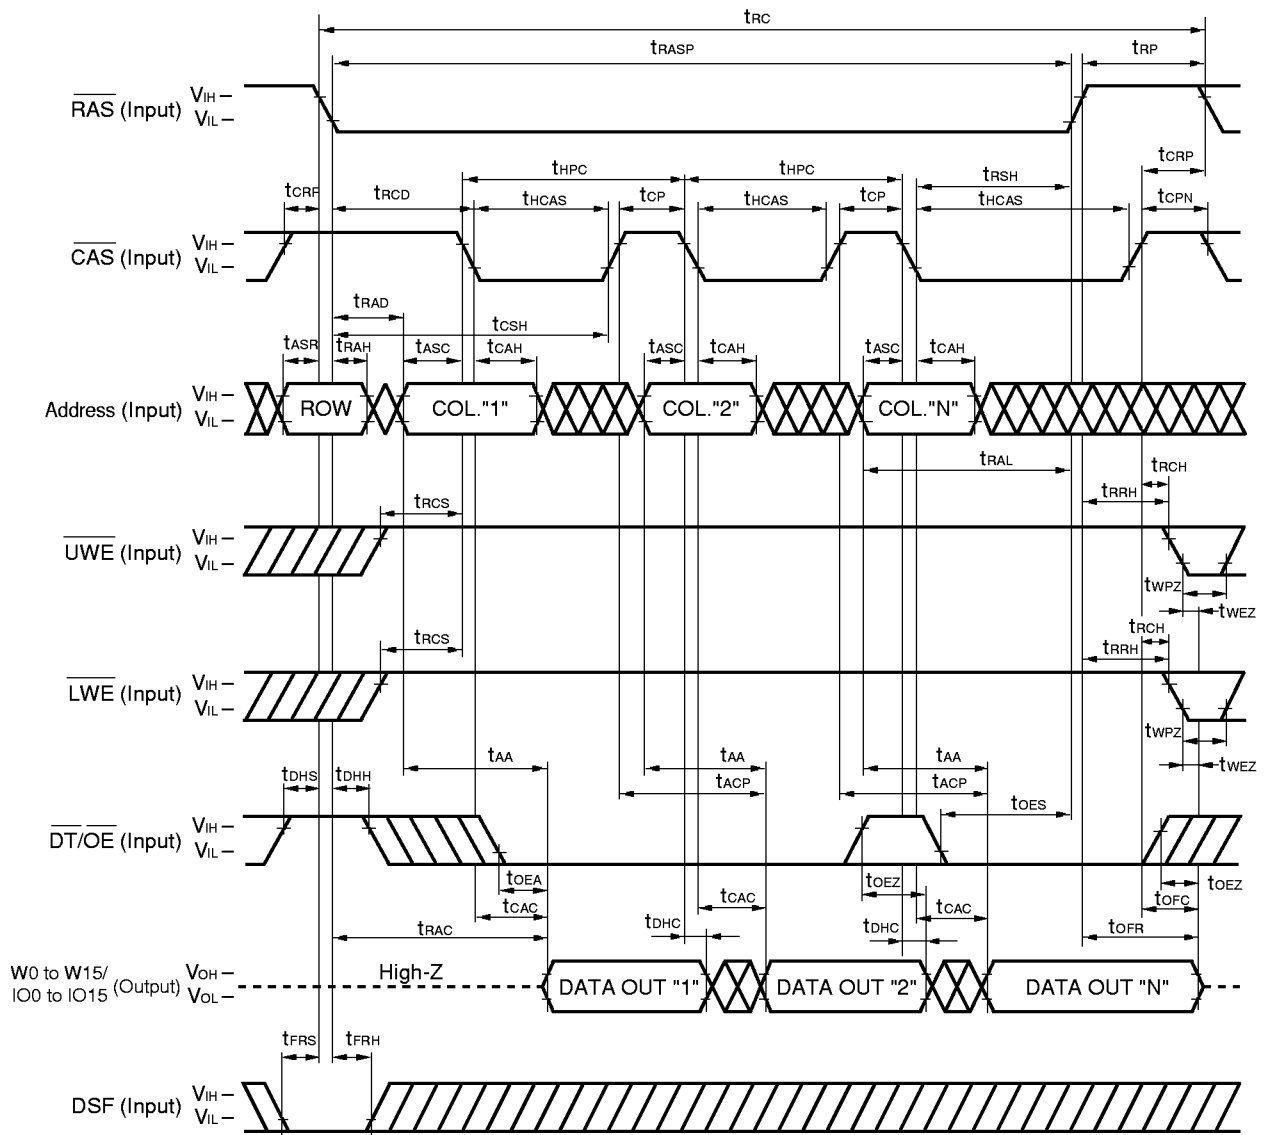 tRC
tRASP tRP
RAS (Input) VIH
VIL
tHPC tHPC tCRP
tRSH
tCRP tRCD tHCAS tCP tHCAS tCP tHCAS tCPN
CAS (Input) VIH
VIL
tRAD
tCSH
tASR tRAH tASC tCAH tASC tCAH tASC tCAH
Address (Input) VIH
VIL
ROW COL."1" COL."2" COL."N"
tRAL tRCH
tRCS tRRH
UWE (Input) VIH
VIL
tWPZ
tWEZ
tRCH
tRCS tRRH
LWE (Input) VIH
VIL
tWPZ
tWEZ
tAA tAA tAA
tDHS tDHH tACP tACP
tOES
DT/OE (Input) VIH
VIL
tOEA tOEZ tOEZ
tCAC tCAC tCAC tOFC
tRAC tDHC tDHC tOFR
W0 to W15/
IO0 to IO15 (Output) VOH
VOL
High-Z DATA OUT "1" DATA OUT "2" DATA OUT "N"
tFRS tFRH
DSF (Input) VIH
VIL